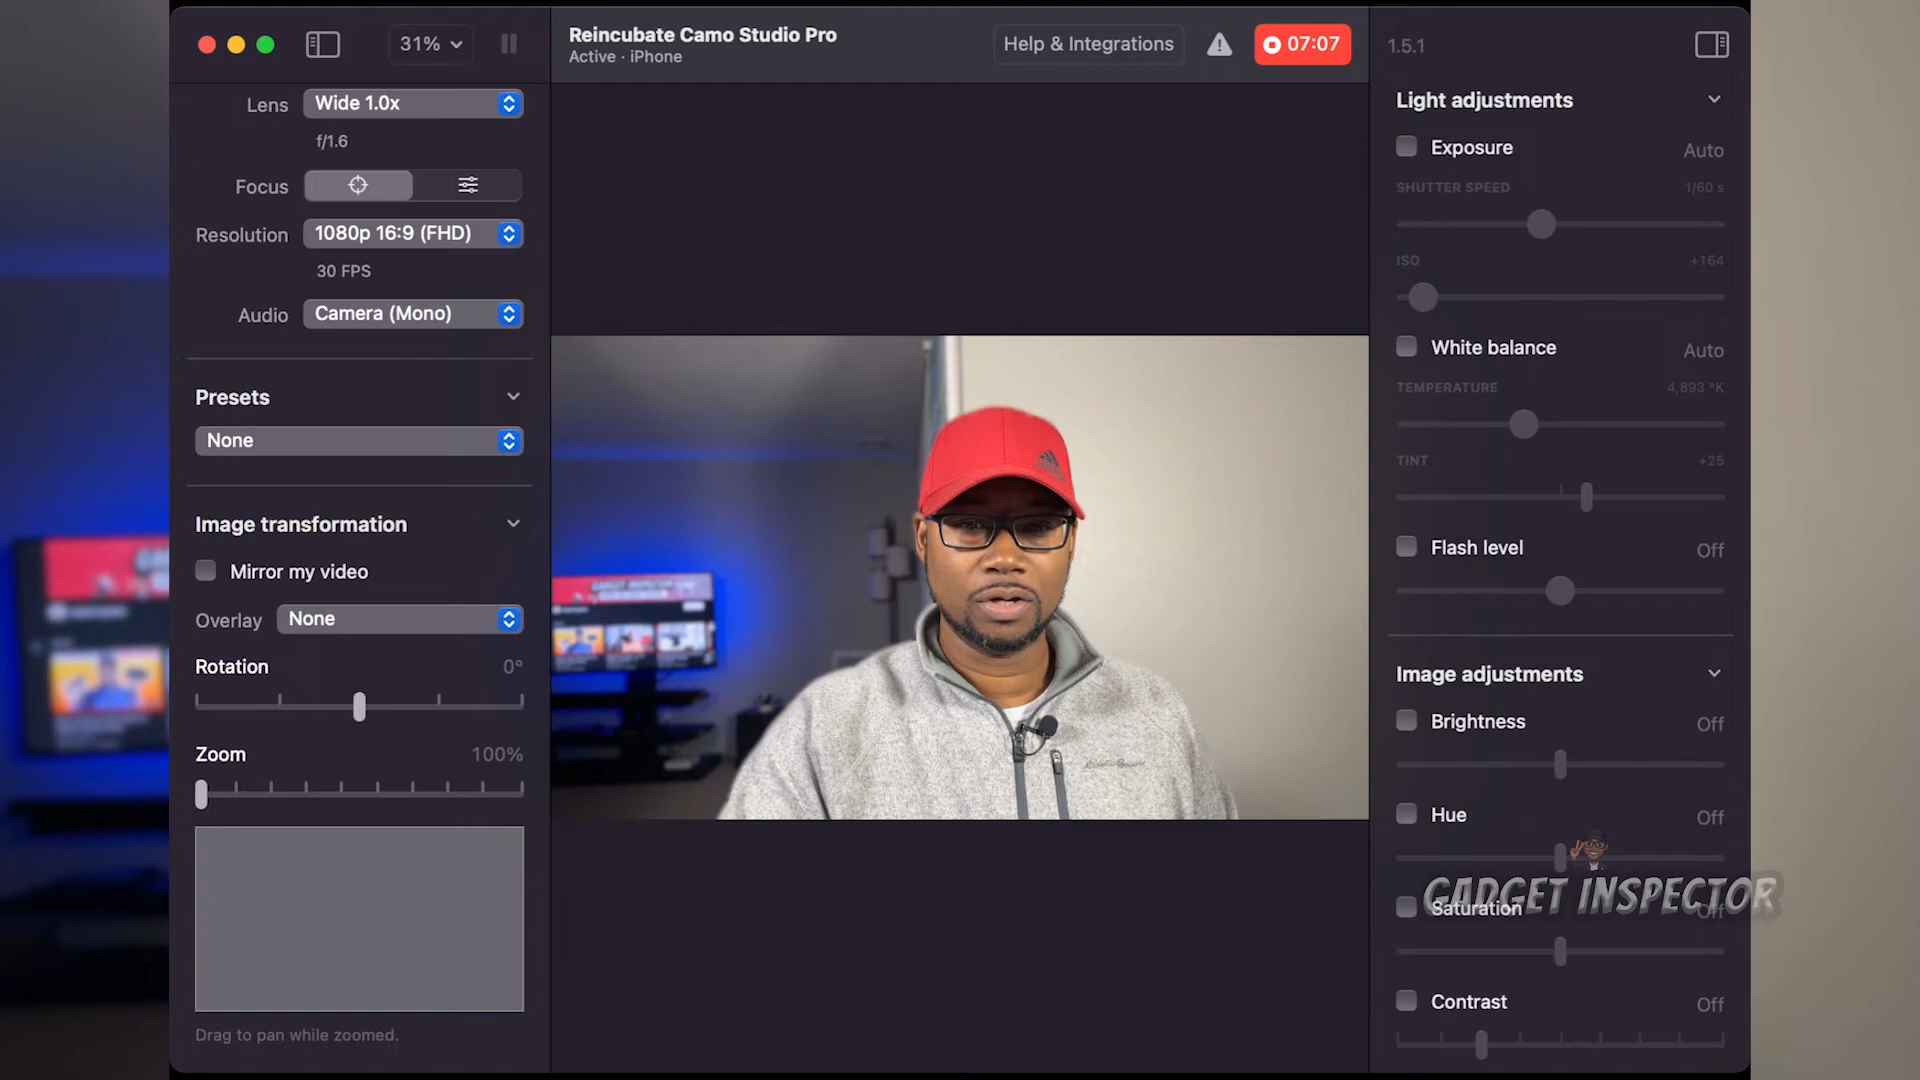 31%
Reincubate Camo Studio Pro
Active · iPhone
Help & Integrations
07:07
1.5.1
Lens
Wide 1.0x
f/1.6
Focus
Resolution
1080p 16:9 (FHD)
30 FPS
Audio
Camera (Mono)
Presets
None
Image transformation
Mirror my video
Overlay
None
Rotation
0°
Zoom
100%
Drag to pan while zoomed.
GADGET INSPECTOR
Light adjustments
Exposure
Auto
SHUTTER SPEED
1/60 s
ISO
+164
White balance
Auto
TEMPERATURE
4,893 °K
TINT
+25
Flash level
Off
Image adjustments
Brightness
Off
Hue
Off
GADGET INSPECTOR
Saturation
Off
Contrast
Off